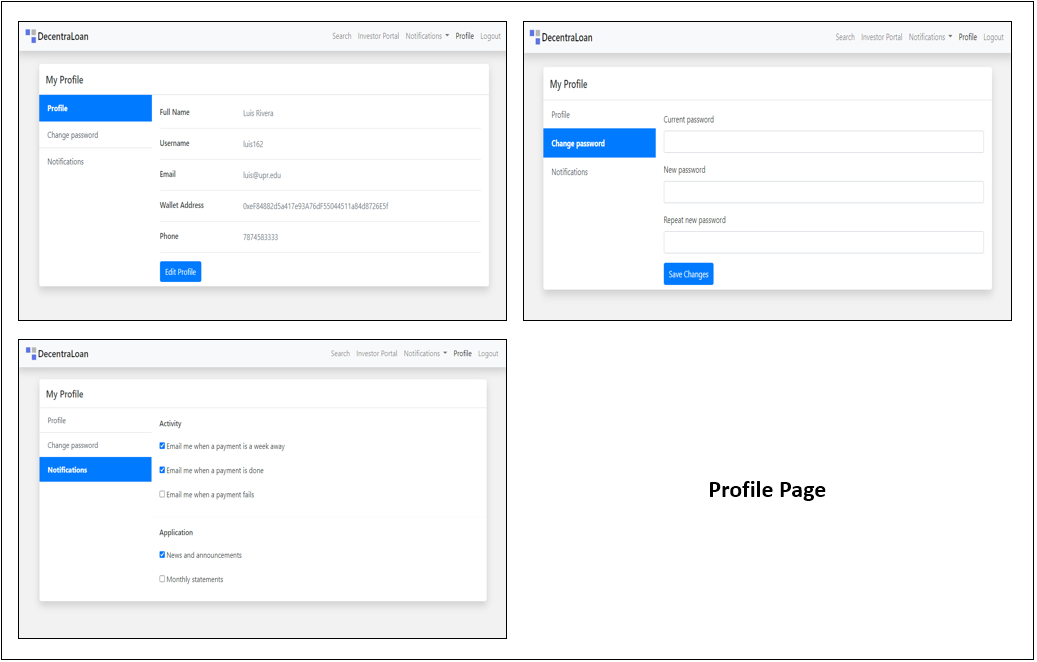 DecentraLoan
Search Investor Portal Notifications Profile Logout
My Profile
Profile
Change password
Notifications
Full Name Luis Rivera
Username luis162
Email luis@upr.edu
Wallet Address 0xeF84882d5a417e93A76dF55044511a84d8726E5f
Phone 7874583333
Edit Profile
DecentraLoan
Search Investor Portal Notifications Profile Logout
My Profile
Profile
Change password
Notifications
Current password
New password
Repeat new password
Save Changes
DecentraLoan
Search Investor Portal Notifications Profile Logout
My Profile
Profile
Change password
Notifications
Activity
Email me when a payment is a week away
Email me when a payment is done
Email me when a payment fails
Application
News and announcements
Monthly statements
Profile Page